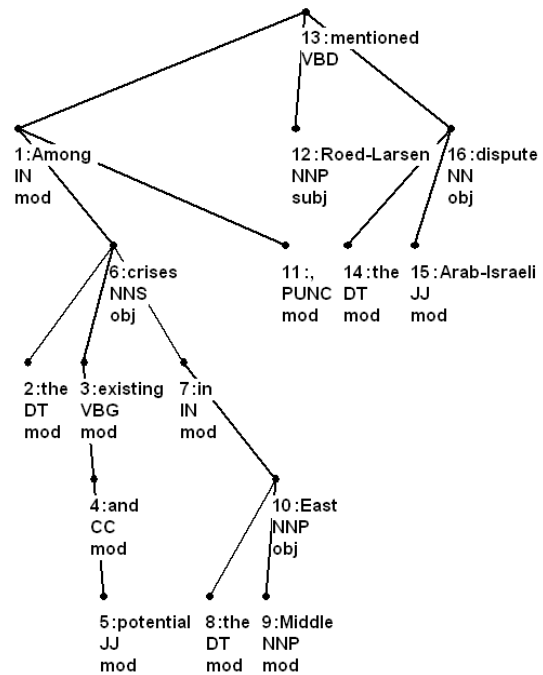 13:mentioned
VBD
1:Among
IN
mod
12:Roed-Larsen
NNP
subj
16:dispute
NN
obj
6:crises
NNS
obj
11:,
PUNC
mod
14:the
DT
mod
15:Arab-Israeli
JJ
mod
2:the
DT
mod
3:existing
VBG
mod
7:in
IN
mod
4:and
CC
mod
10:East
NNP
obj
5:potential
JJ
mod
8:the
DT
mod
9:Middle
NNP
mod